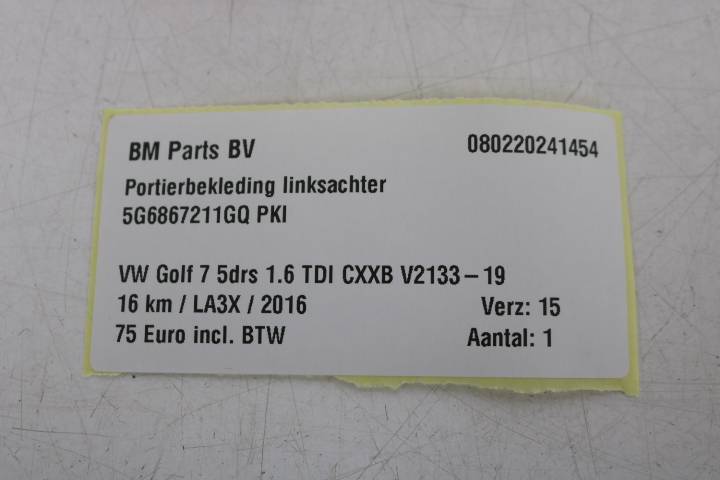 BM Parts BV 080220241454
Portierbekleding linksachter
5G6867211GQ PKI
VW Golf 7 5drs 1.6 TDI CXXB V2133-19
16 km / LA3X / 2016 Verz: 15
75 Euro incl. BTW Aantal: 1